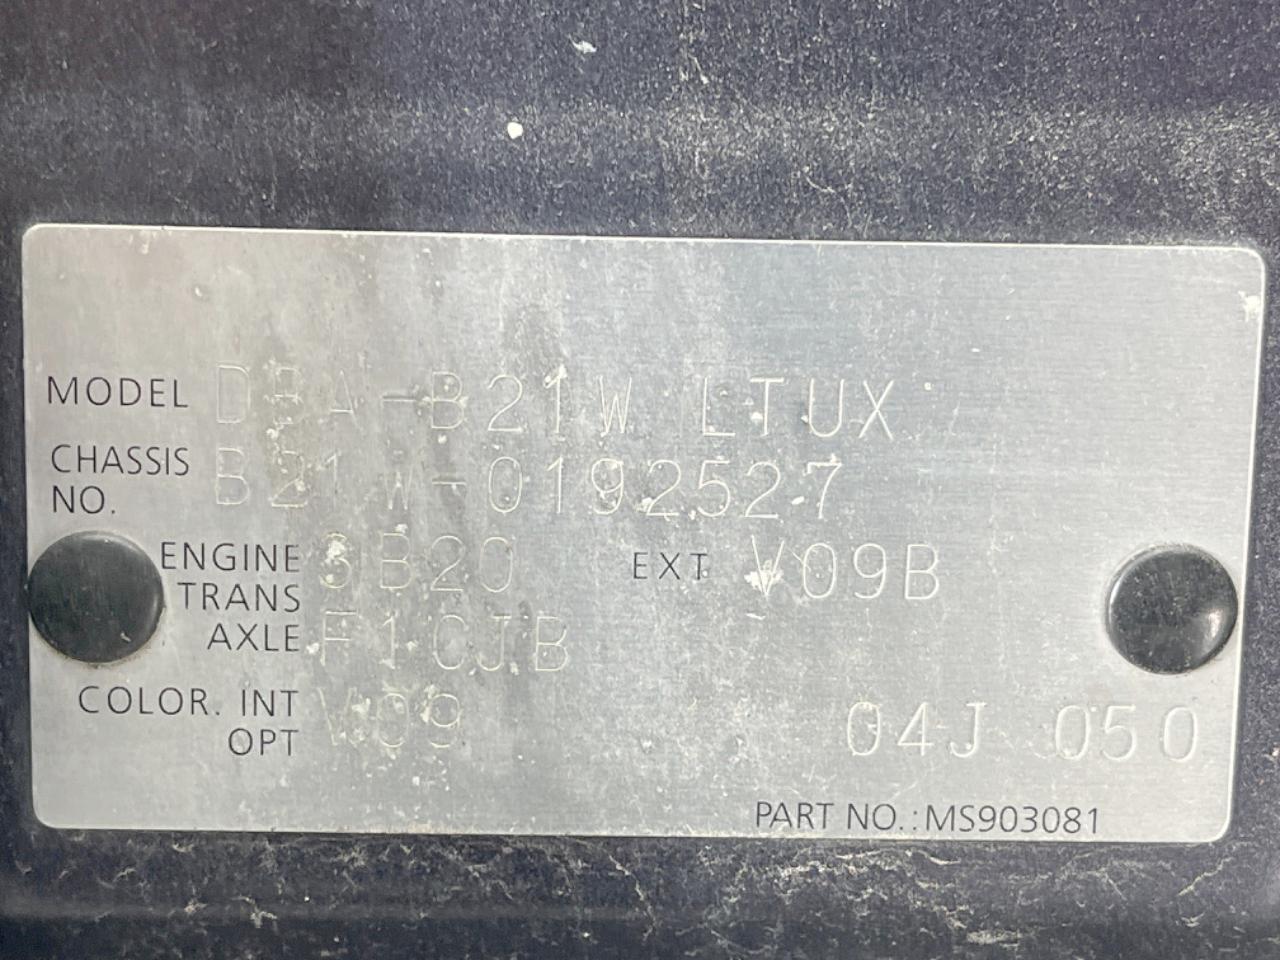 MODEL DBA-B21W LTUX
CHASSIS NO. B21W-0192527
ENGINE 3B20 EXT V09B
TRANS AXLE F1CJB
COLOR. INT OPT V09 04J 050
PART NO.: MS903081